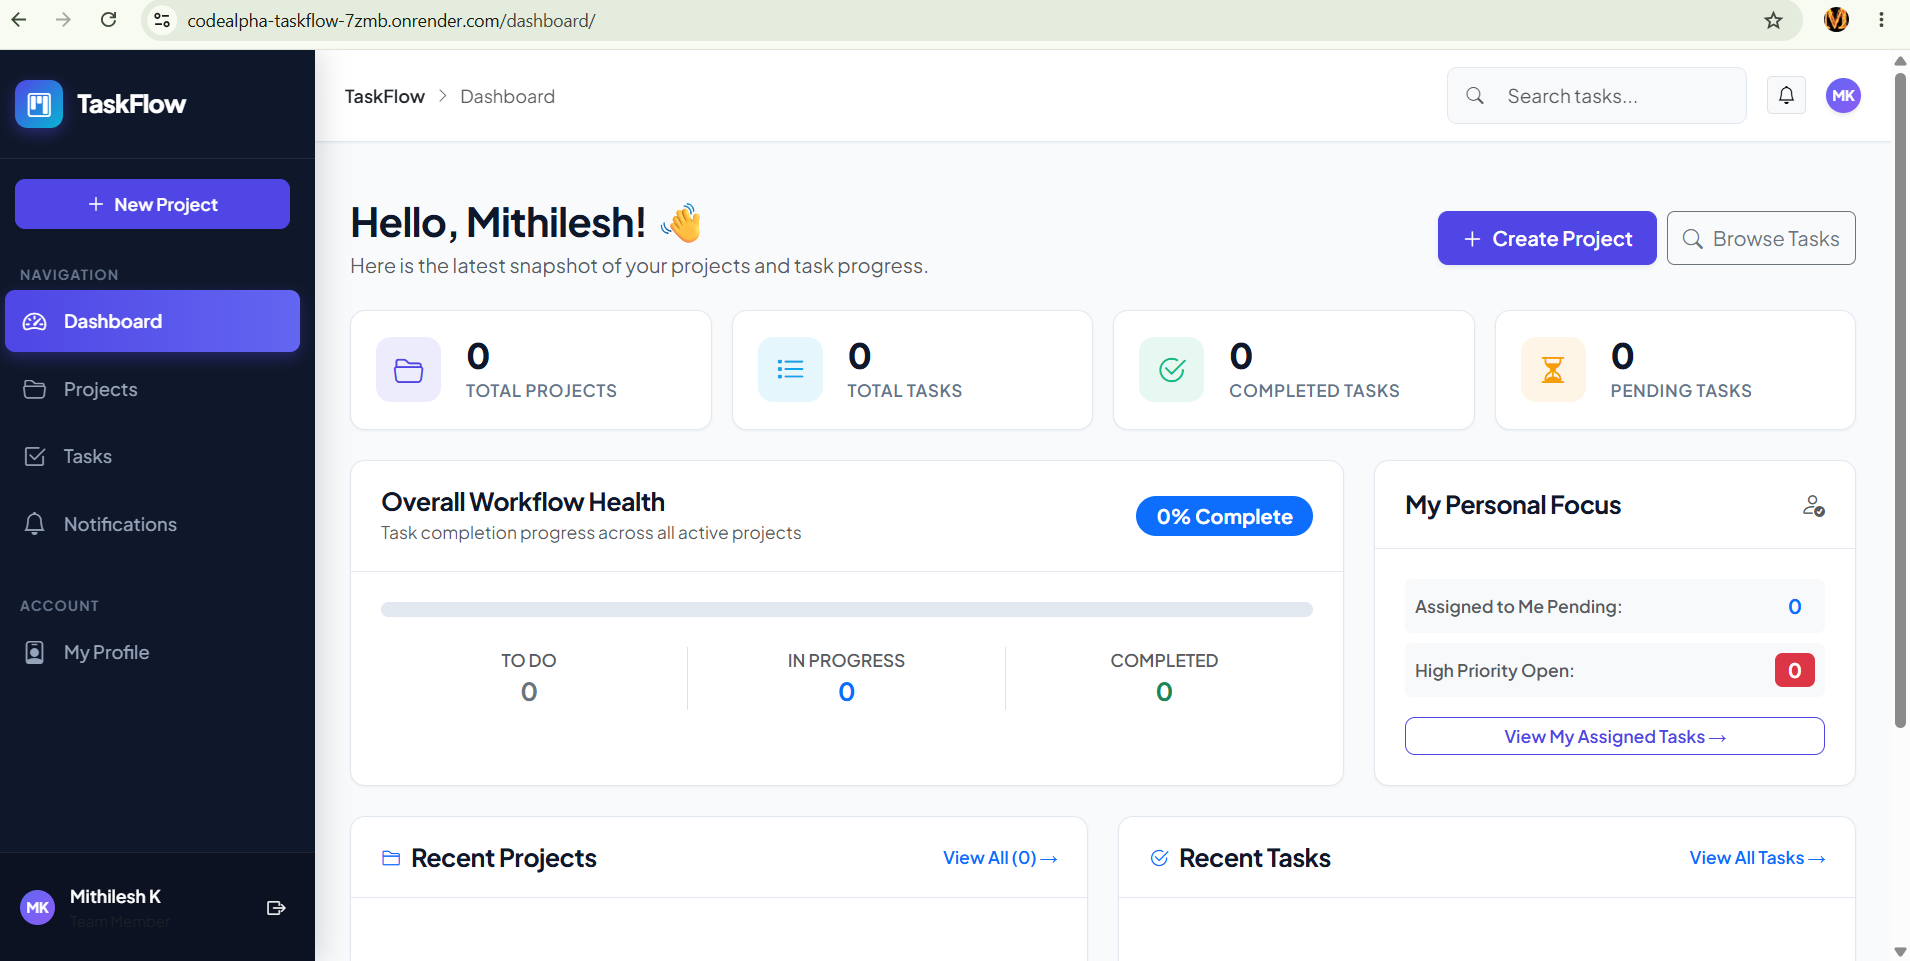 codealpha-taskflow-7zmb.onrender.com/dashboard/
TaskFlow
New Project
NAVIGATION
Dashboard
Projects
Tasks
Notifications
ACCOUNT
My Profile
MK
Mithilesh K
Team Member
TaskFlow > Dashboard
Search tasks...
MK
Hello, Mithilesh! 👋
Here is the latest snapshot of your projects and task progress.
+ Create Project
Browse Tasks
0
TOTAL PROJECTS
0
TOTAL TASKS
0
COMPLETED TASKS
0
PENDING TASKS
Overall Workflow Health
Task completion progress across all active projects
0% Complete
TO DO
0
IN PROGRESS
0
COMPLETED
0
My Personal Focus
Assigned to Me Pending: 0
High Priority Open: 0
View My Assigned Tasks →
Recent Projects
View All (0) →
Recent Tasks
View All Tasks →